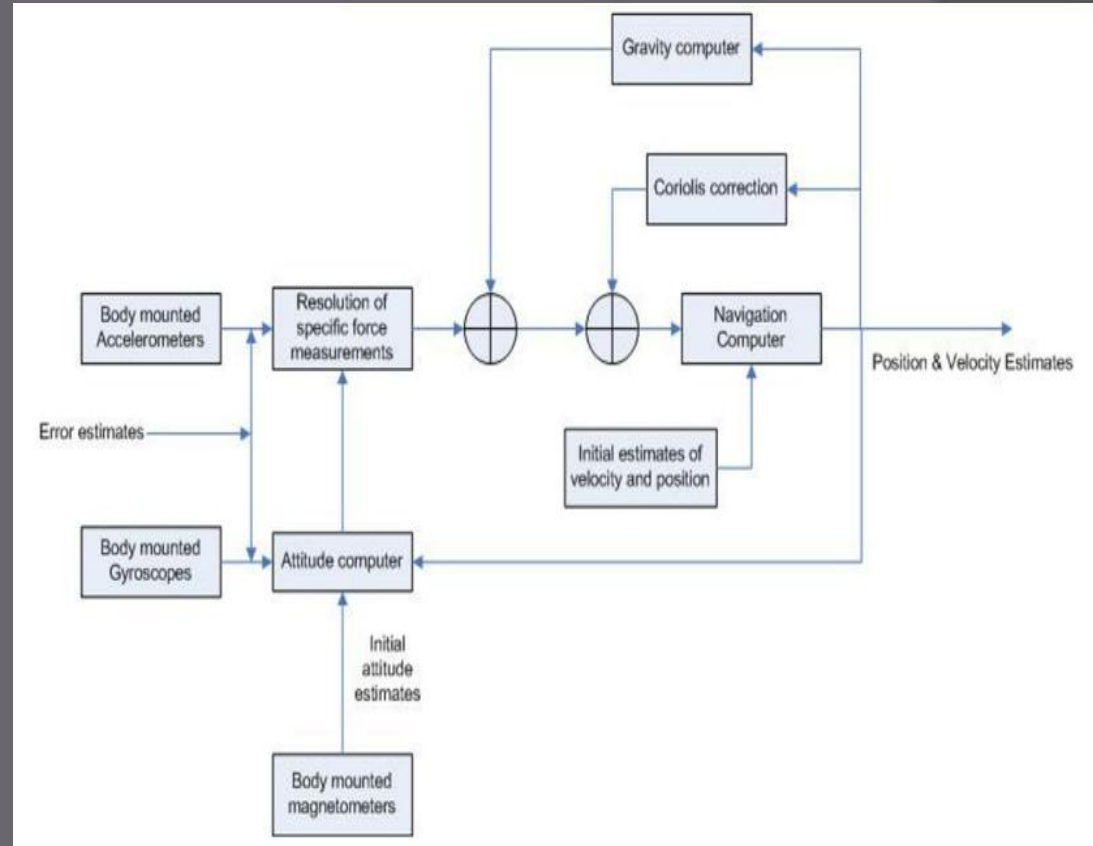 Gravity computer
Coriolis correction
Body mounted
Accelerometers
Resolution of
specific force
measurements
Navigation
Computer
Position & Velocity Estimates
Error estimates
Initial estimates of
velocity and position
Body mounted
Gyroscopes
Attitude computer
Initial
attitude
estimates
Body mounted
magnetometers